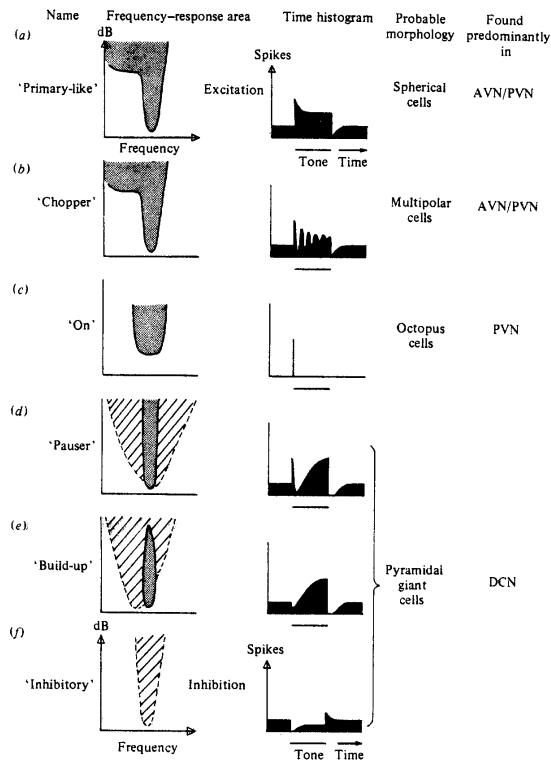 Name Frequency–response area Time histogram Probable morphology Found predominantly in
(a) dB Spikes
'Primary-like' Excitation Spherical cells AVN/PVN
Frequency
Tone Time
(b)
'Chopper' Multipolar cells AVN/PVN
(c)
'On' Octopus cells PVN
(d)
'Pauser'
(e)
'Build-up' Pyramidal giant cells DCN
(f) dB Spikes
'Inhibitory' Inhibition
Frequency
Tone Time